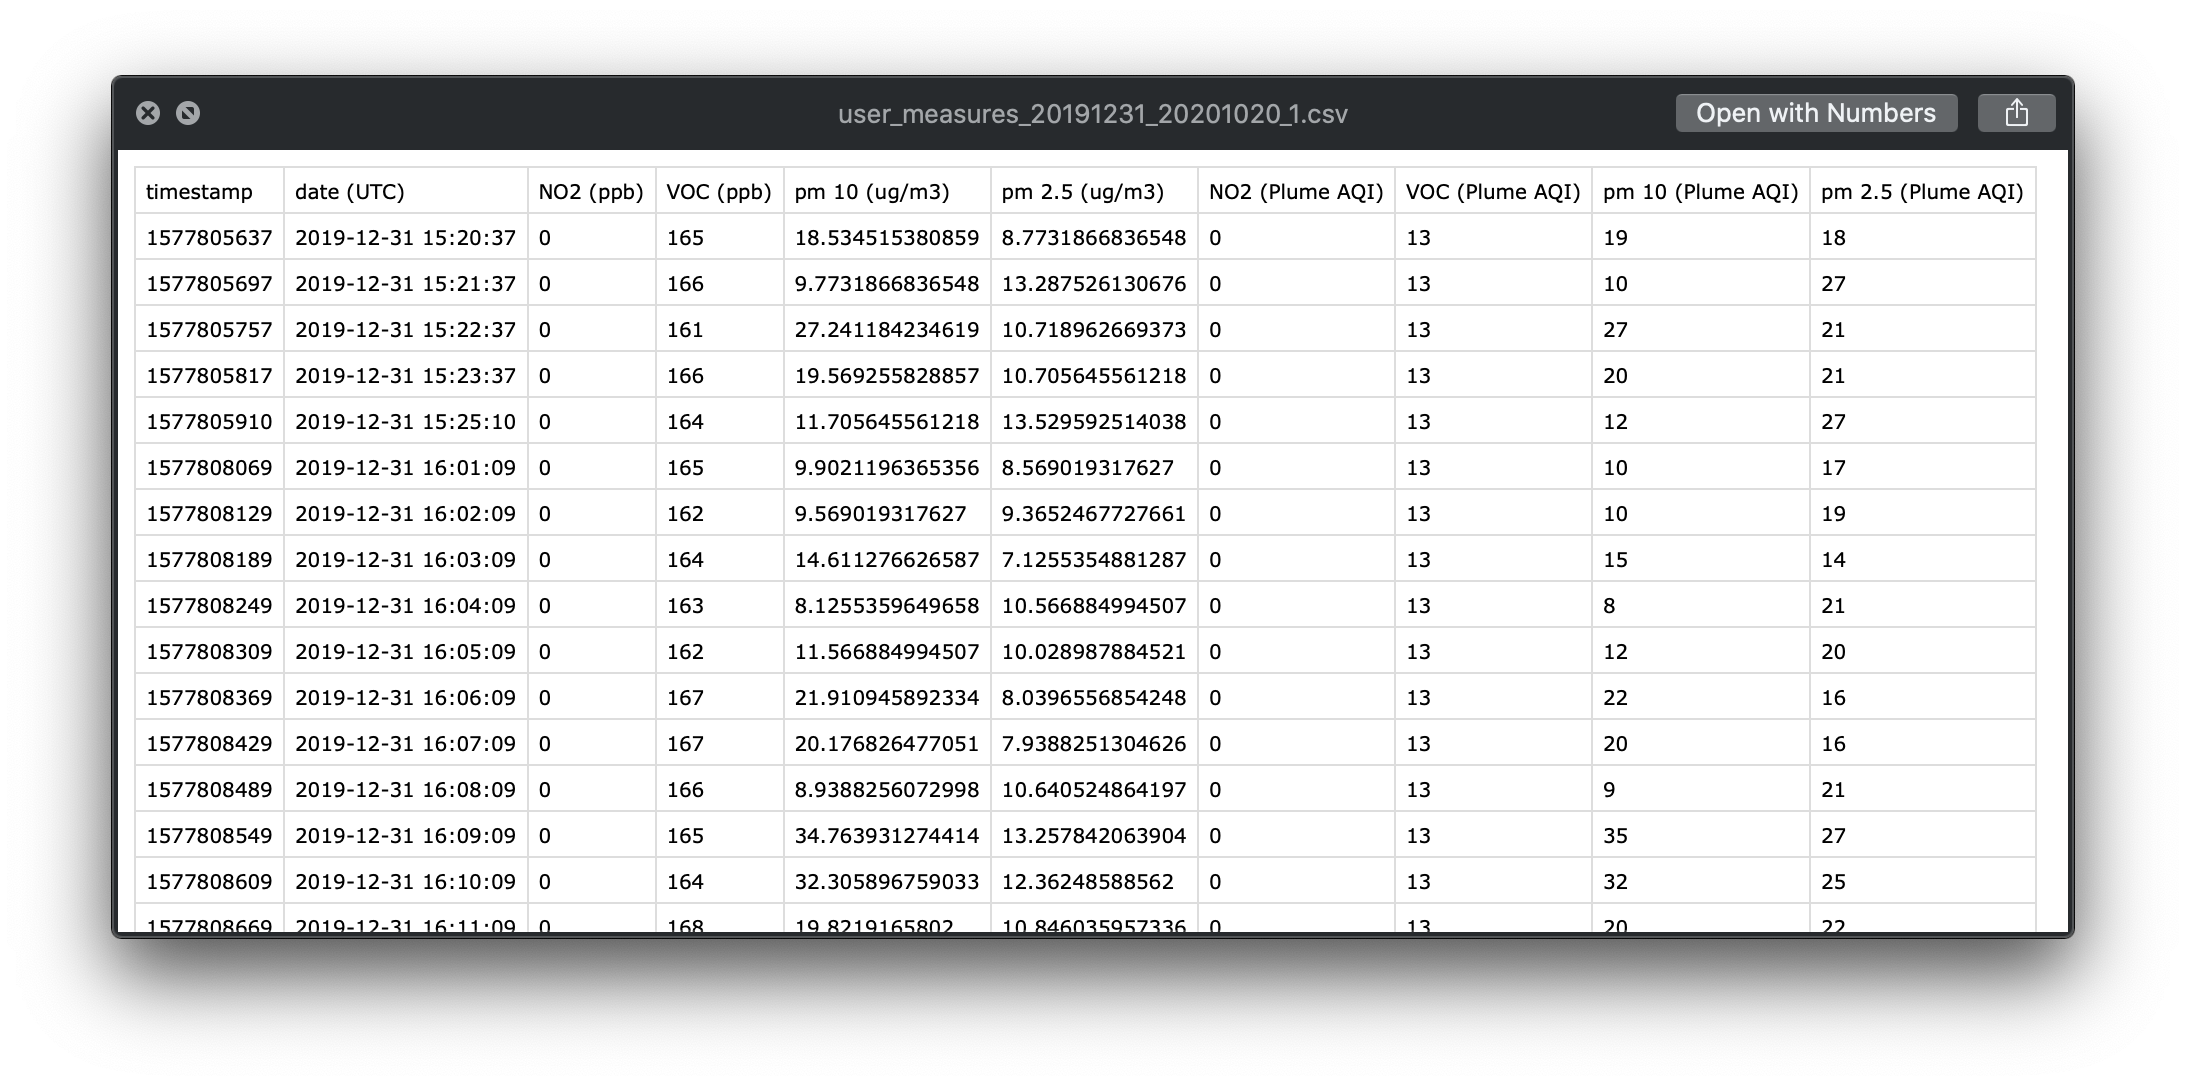 user_measures_20191231_20201020_1.csv Open with Numbers
timestamp date (UTC) NO2 (ppb) VOC (ppb) pm 10 (ug/m3) pm 2.5 (ug/m3) NO2 (Plume AQI) VOC (Plume AQI) pm 10 (Plume AQI) pm 2.5 (Plume AQI)
1577805637 2019-12-31 15:20:37 0 165 18.534515380859 8.7731866836548 0 13 19 18
1577805697 2019-12-31 15:21:37 0 166 9.7731866836548 13.287526130676 0 13 10 27
1577805757 2019-12-31 15:22:37 0 161 27.241184234619 10.718962669373 0 13 27 21
1577805817 2019-12-31 15:23:37 0 166 19.569255828857 10.705645561218 0 13 20 21
1577805910 2019-12-31 15:25:10 0 164 11.705645561218 13.529592514038 0 13 12 27
1577808069 2019-12-31 16:01:09 0 165 9.9021196365356 8.569019317627 0 13 10 17
1577808129 2019-12-31 16:02:09 0 162 9.569019317627 9.3652467727661 0 13 10 19
1577808189 2019-12-31 16:03:09 0 164 14.611276626587 7.1255354881287 0 13 15 14
1577808249 2019-12-31 16:04:09 0 163 8.1255359649658 10.566884994507 0 13 8 21
1577808309 2019-12-31 16:05:09 0 162 11.566884994507 10.028987884521 0 13 12 20
1577808369 2019-12-31 16:06:09 0 167 21.910945892334 8.0396556854248 0 13 22 16
1577808429 2019-12-31 16:07:09 0 167 20.176826477051 7.9388251304626 0 13 20 16
1577808489 2019-12-31 16:08:09 0 166 8.9388256072998 10.640524864197 0 13 9 21
1577808549 2019-12-31 16:09:09 0 165 34.763931274414 13.257842063904 0 13 35 27
1577808609 2019-12-31 16:10:09 0 164 32.305896759033 12.36248588562 0 13 32 25
1577808669 2019-12-31 16:11:09 0 168 19.8219165802 10.846035957336 0 13 20 22